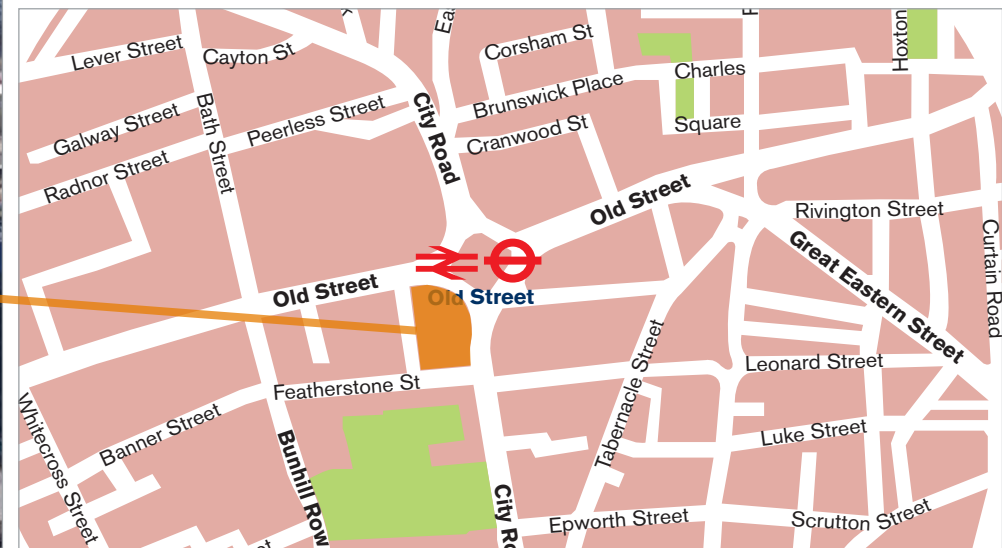 Corsham St
Lever Street
Cayton St
Hoxton
Charles
Brunswick Place
Galway Street
Bath Street
Peerless Street
City Road
Cranwood St
Square
Radnor Street
Old Street
Rivington Street
Great Eastern Street
Curtain Road
Old Street
Old Street
Leonard Street
Featherstone St
Tabernacle Street
Whitecross Street
Banner Street
Luke Street
Bunhill Row
City
Epworth Street
Scrutton Street